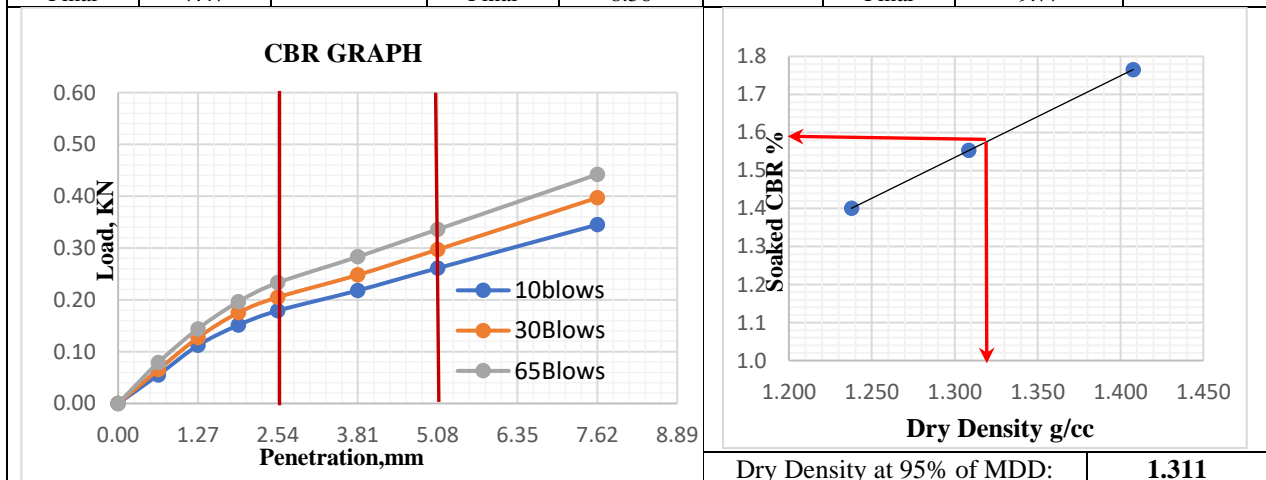 CBR GRAPH
0.60
0.50
0.40
0.30
0.20
0.10
0.00
Load, KN
10blows
30Blows
65Blows
0.00 1.27 2.54 3.81 5.08 6.35 7.62 8.89
Penetration,mm
1.8
1.7
1.6
1.5
1.4
1.3
1.2
1.1
1.0
Soaked CBR %
1.200 1.250 1.300 1.350 1.400 1.450
Dry Density g/cc
Dry Density at 95% of MDD: 1.311